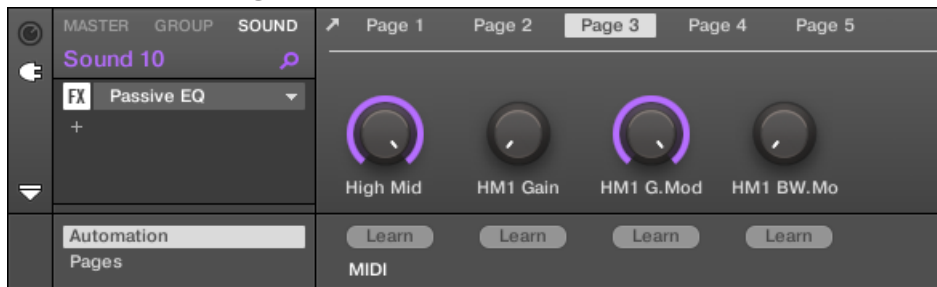 MASTER GROUP SOUND
Sound 10
FX Passive EQ
+
Page 1 Page 2 Page 3 Page 4 Page 5
High Mid HM1 Gain HM1 G.Mod HM1 BW.Mo
Automation
Pages
Learn Learn Learn Learn
MIDI